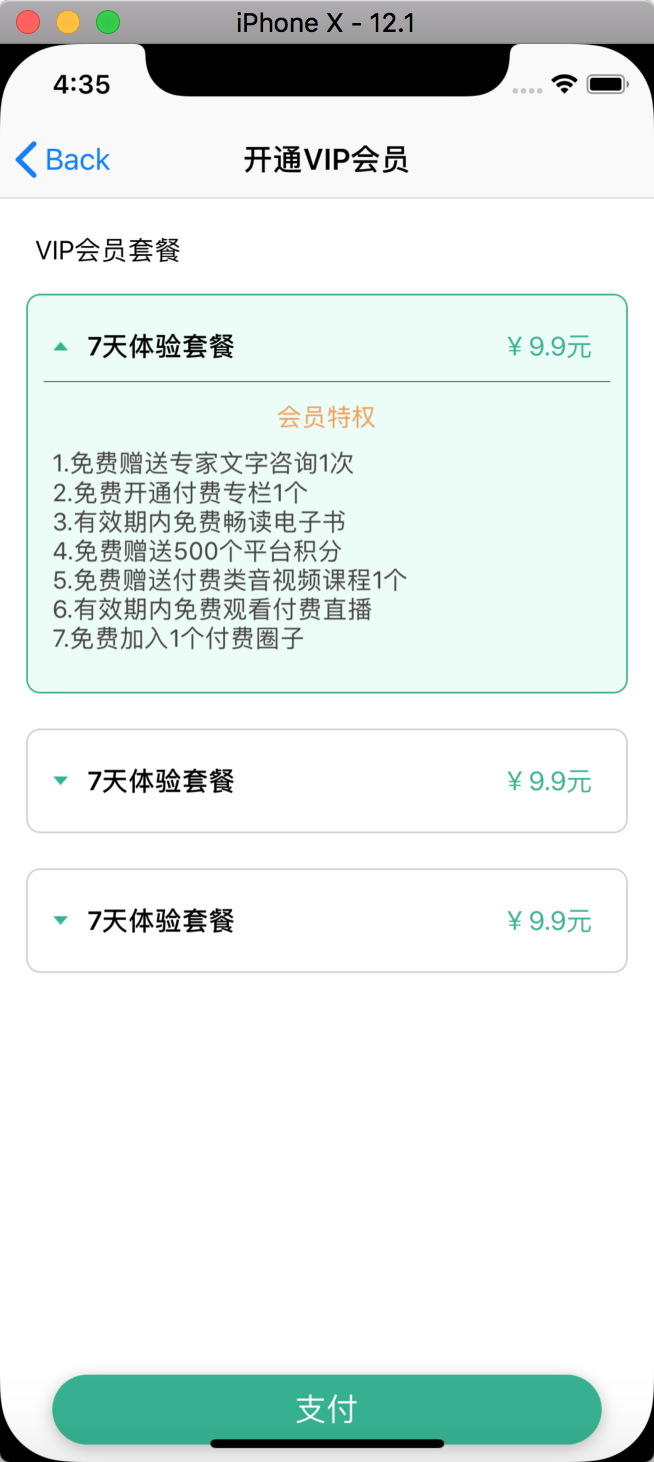 iPhone X - 12.1
4:35
Back
开通VIP会员
VIP会员套餐
7天体验套餐
¥ 9.9元
会员特权
1.免费赠送专家文字咨询1次
2.免费开通付费专栏1个
3.有效期内免费畅读电子书
4.免费赠送500个平台积分
5.免费赠送付费类音视频课程1个
6.有效期内免费观看付费直播
7.免费加入1个付费圈子
7天体验套餐
¥ 9.9元
7天体验套餐
¥ 9.9元
支付